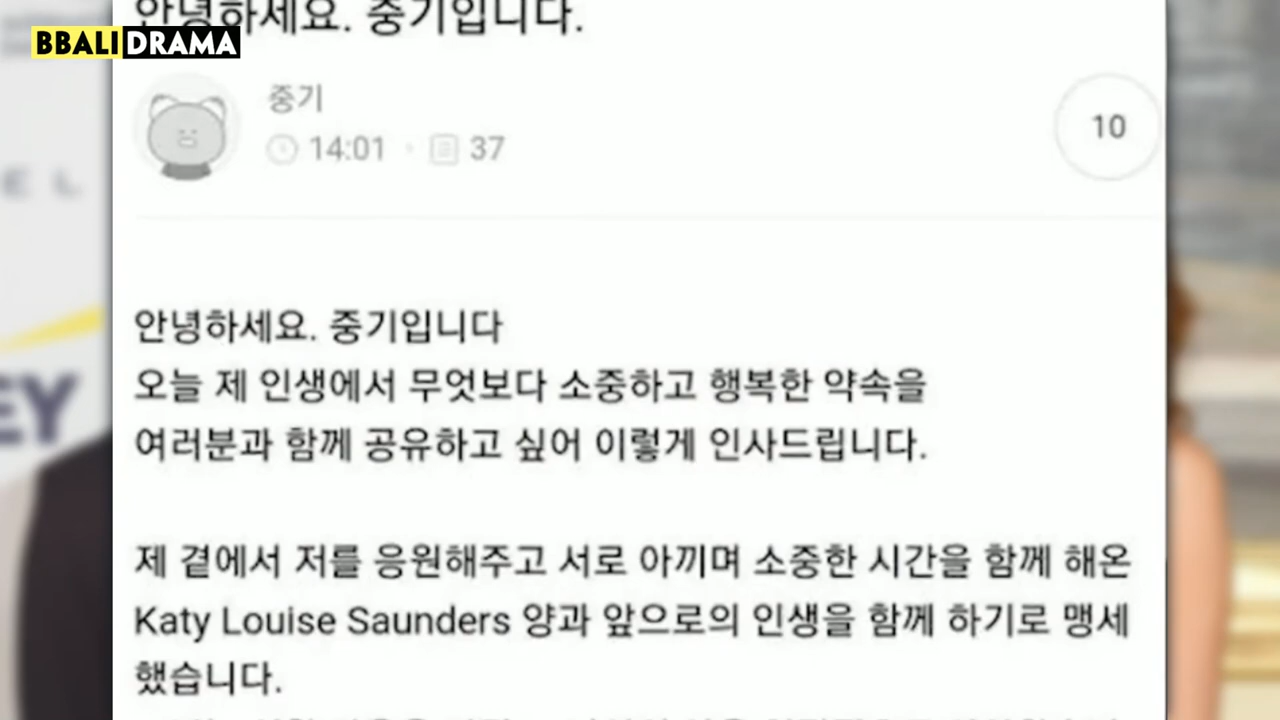 안녕하세요. 중기입니다.
BBALI DRAMA
중기
14:01 · 37
10
E L
EY
안녕하세요. 중기입니다
오늘 제 인생에서 무엇보다 소중하고 행복한 약속을
여러분과 함께 공유하고 싶어 이렇게 인사드립니다.
제 곁에서 저를 응원해주고 서로 아끼며 소중한 시간을 함께 해온
Katy Louise Saunders 양과 앞으로의 인생을 함께 하기로 맹세
했습니다.